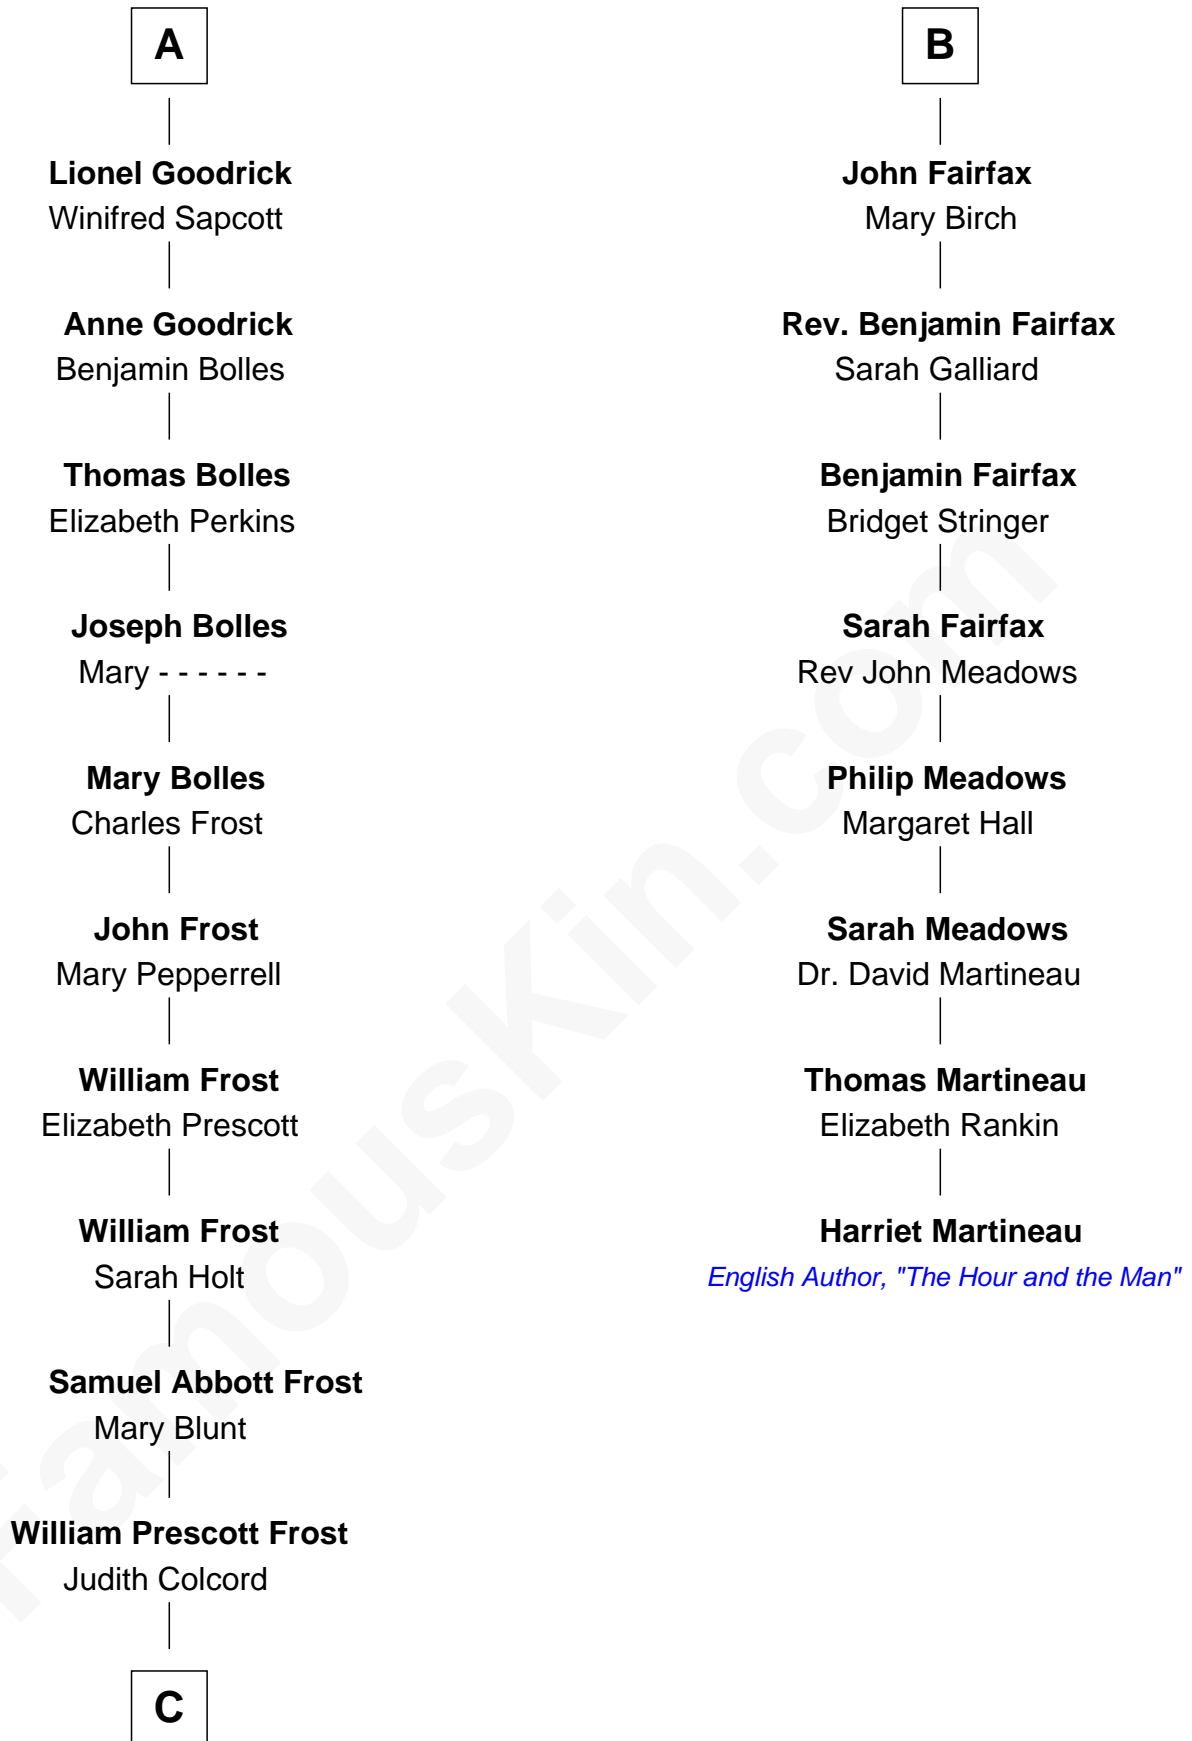 A
Lionel Goodrick
Winifred Sapcott
Anne Goodrick
Benjamin Bolles
Thomas Bolles
Elizabeth Perkins
Joseph Bolles
Mary - - - - - -
Mary Bolles
Charles Frost
John Frost
Mary Pepperrell
William Frost
Elizabeth Prescott
William Frost
Sarah Holt
Samuel Abbott Frost
Mary Blunt
William Prescott Frost
Judith Colcord
C
B
John Fairfax
Mary Birch
Rev. Benjamin Fairfax
Sarah Galliard
Benjamin Fairfax
Bridget Stringer
Sarah Fairfax
Rev John Meadows
Philip Meadows
Margaret Hall
Sarah Meadows
Dr. David Martineau
Thomas Martineau
Elizabeth Rankin
Harriet Martineau
English Author, "The Hour and the Man"
FamousKin.com